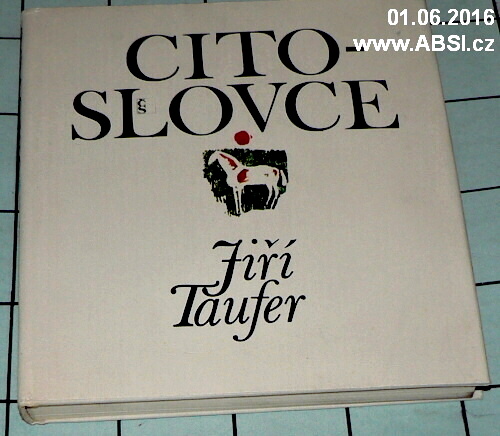 01.06.2016
www.ABSI.cz
CITO-
SLOVCE
Jiří
Taufer